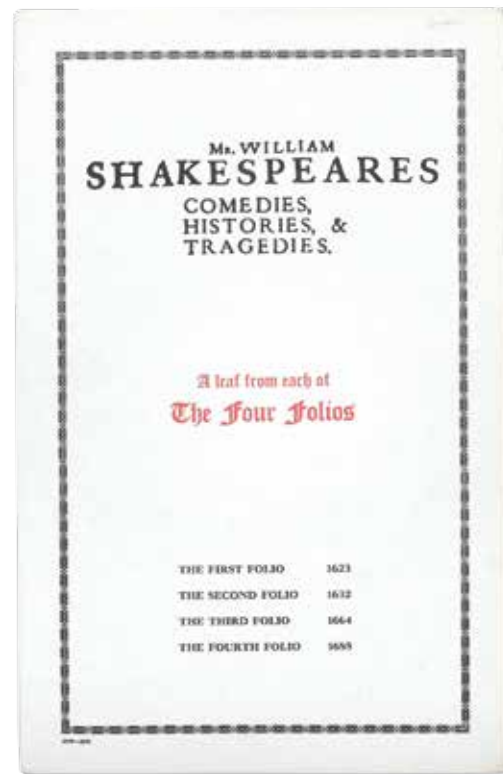 Mr. WILLIAM
SHAKESPEARES
COMEDIES,
HISTORIES, &
TRAGEDIES.
A leaf from each of
The Four Folios
THE FIRST FOLIO 1623
THE SECOND FOLIO 1632
THE THIRD FOLIO 1664
THE FOURTH FOLIO 1685